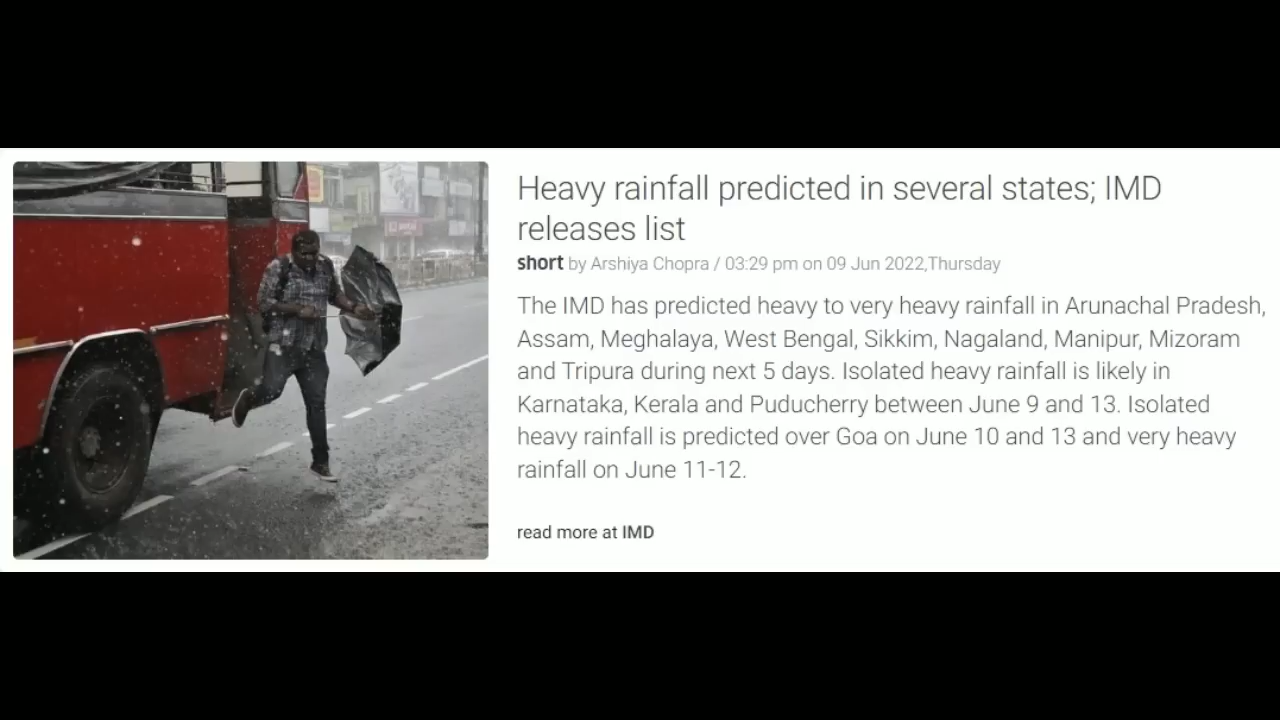 Heavy rainfall predicted in several states; IMD
releases list
short by Arshiya Chopra / 03:29 pm on 09 Jun 2022,Thursday
The IMD has predicted heavy to very heavy rainfall in Arunachal Pradesh,
Assam, Meghalaya, West Bengal, Sikkim, Nagaland, Manipur, Mizoram
and Tripura during next 5 days. Isolated heavy rainfall is likely in
Karnataka, Kerala and Puducherry between June 9 and 13. Isolated
heavy rainfall is predicted over Goa on June 10 and 13 and very heavy
rainfall on June 11-12.
read more at IMD